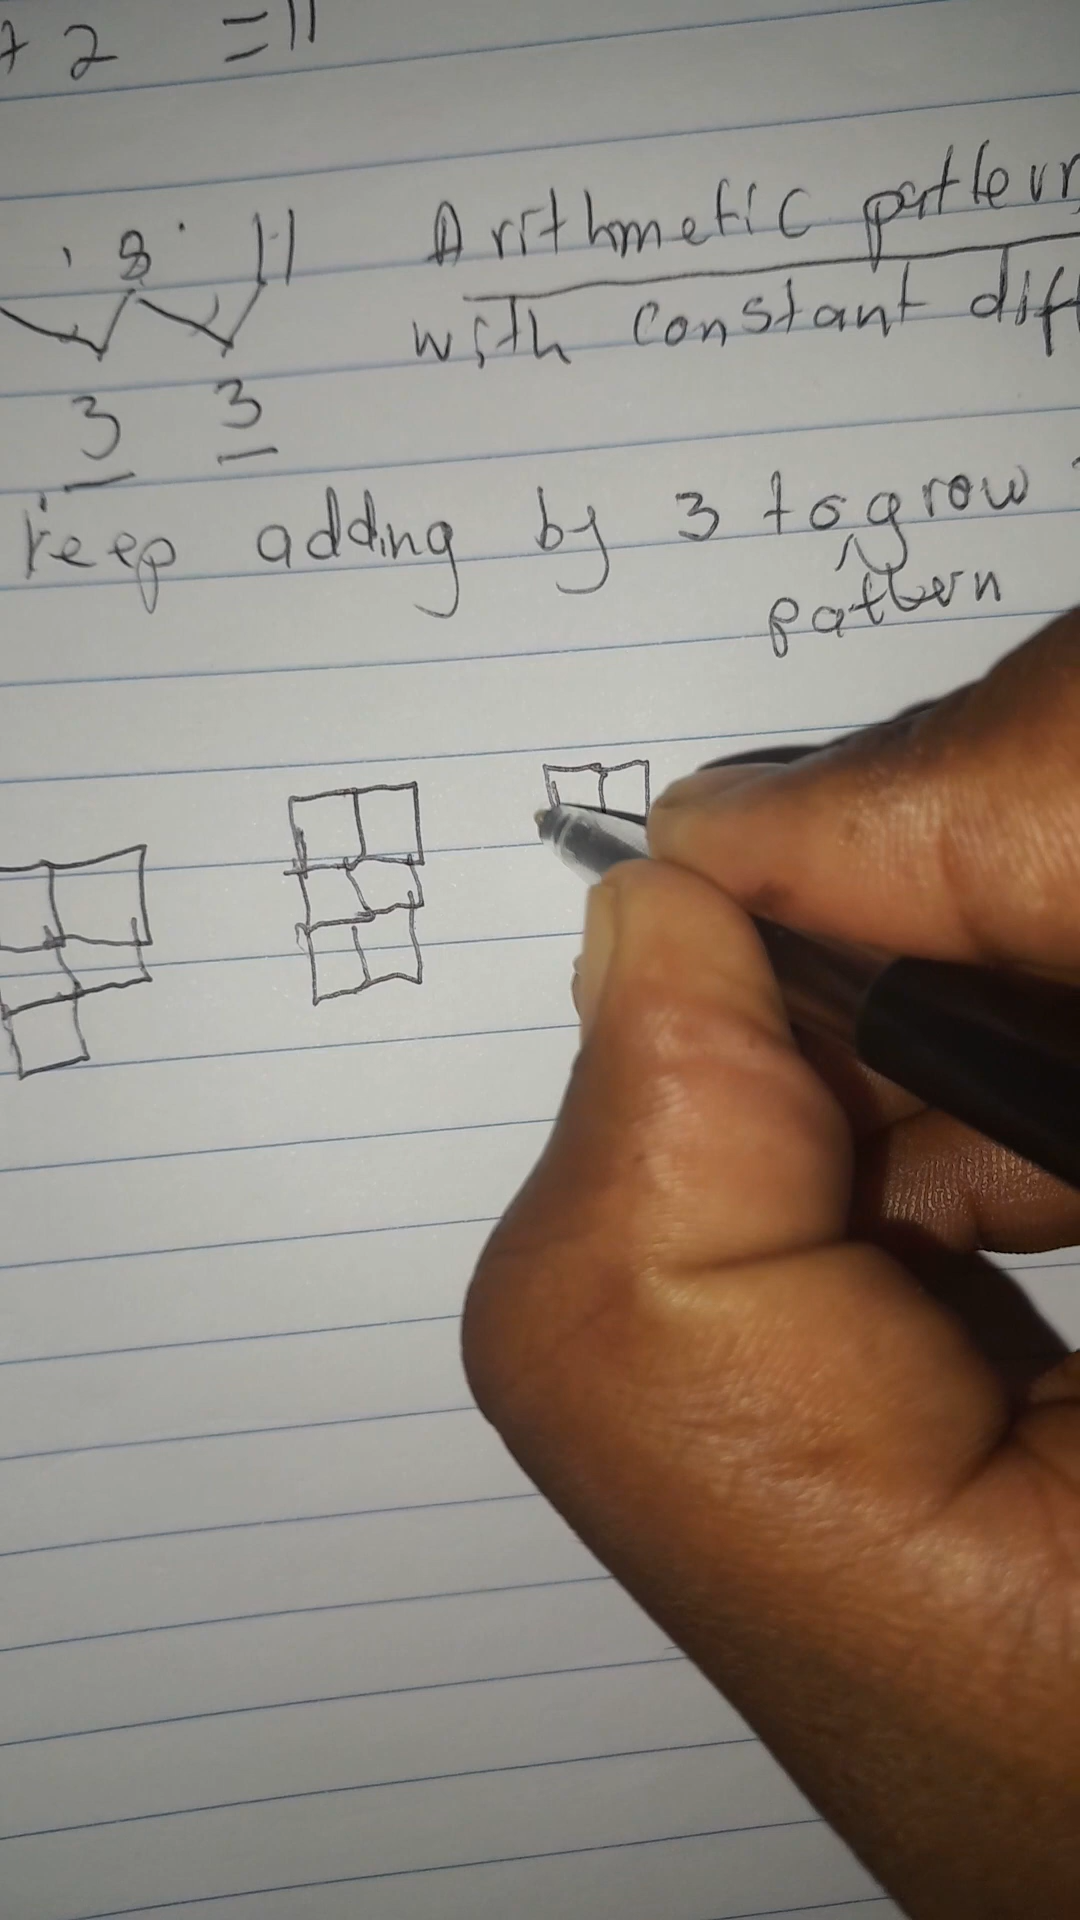 + 2 = 11
8 11 Arithmetic pattern
with constant diff
3 3
keep adding by 3 to grow
pattern